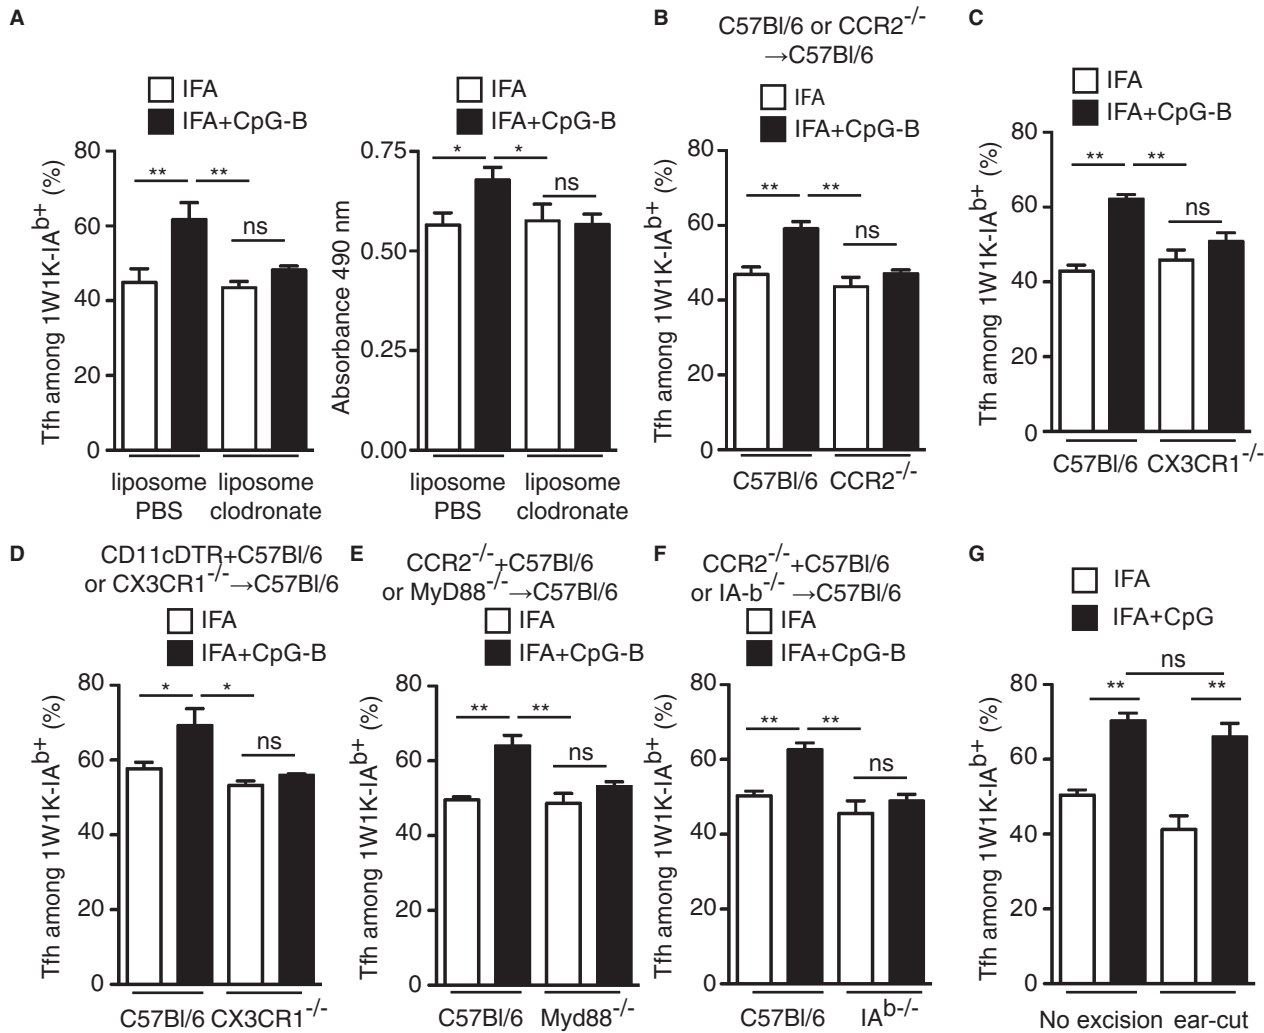 A
IFA
IFA+CpG-B
Tfh among 1W1K-IAb+ (%)
80
60
40
20
0
** **
ns
liposome PBS
liposome clodronate
IFA
IFA+CpG-B
Absorbance 490 nm
0.75
0.50
0.25
0.00
* *
ns
liposome PBS
liposome clodronate
B
C57Bl/6 or CCR2-/-
→C57Bl/6
IFA
IFA+CpG-B
Tfh among 1W1K-IAb+ (%)
80
60
40
20
0
** **
ns
C57Bl/6 CCR2-/-
C
IFA
IFA+CpG-B
Tfh among 1W1K-IAb+ (%)
80
60
40
20
0
** **
ns
C57Bl/6 CX3CR1-/-
D
CD11cDTR+C57Bl/6
or CX3CR1-/-→C57Bl/6
IFA
IFA+CpG-B
Tfh among 1W1K-IAb+ (%)
80
60
40
20
0
* *
ns
C57Bl/6 CX3CR1-/-
E
CCR2-/-+C57Bl/6
or MyD88-/-→C57Bl/6
IFA
IFA+CpG-B
Tfh among 1W1K-IAb+ (%)
80
60
40
20
0
** **
ns
C57Bl/6 Myd88-/-
F
CCR2-/-+C57Bl/6
or IA-b-/- →C57Bl/6
IFA
IFA+CpG-B
Tfh among 1W1K-IAb+ (%)
80
60
40
20
0
** **
ns
C57Bl/6 IAb-/-
G
IFA
IFA+CpG
Tfh among 1W1K-IAb+ (%)
80
60
40
20
0
ns
** **
No excision ear-cut